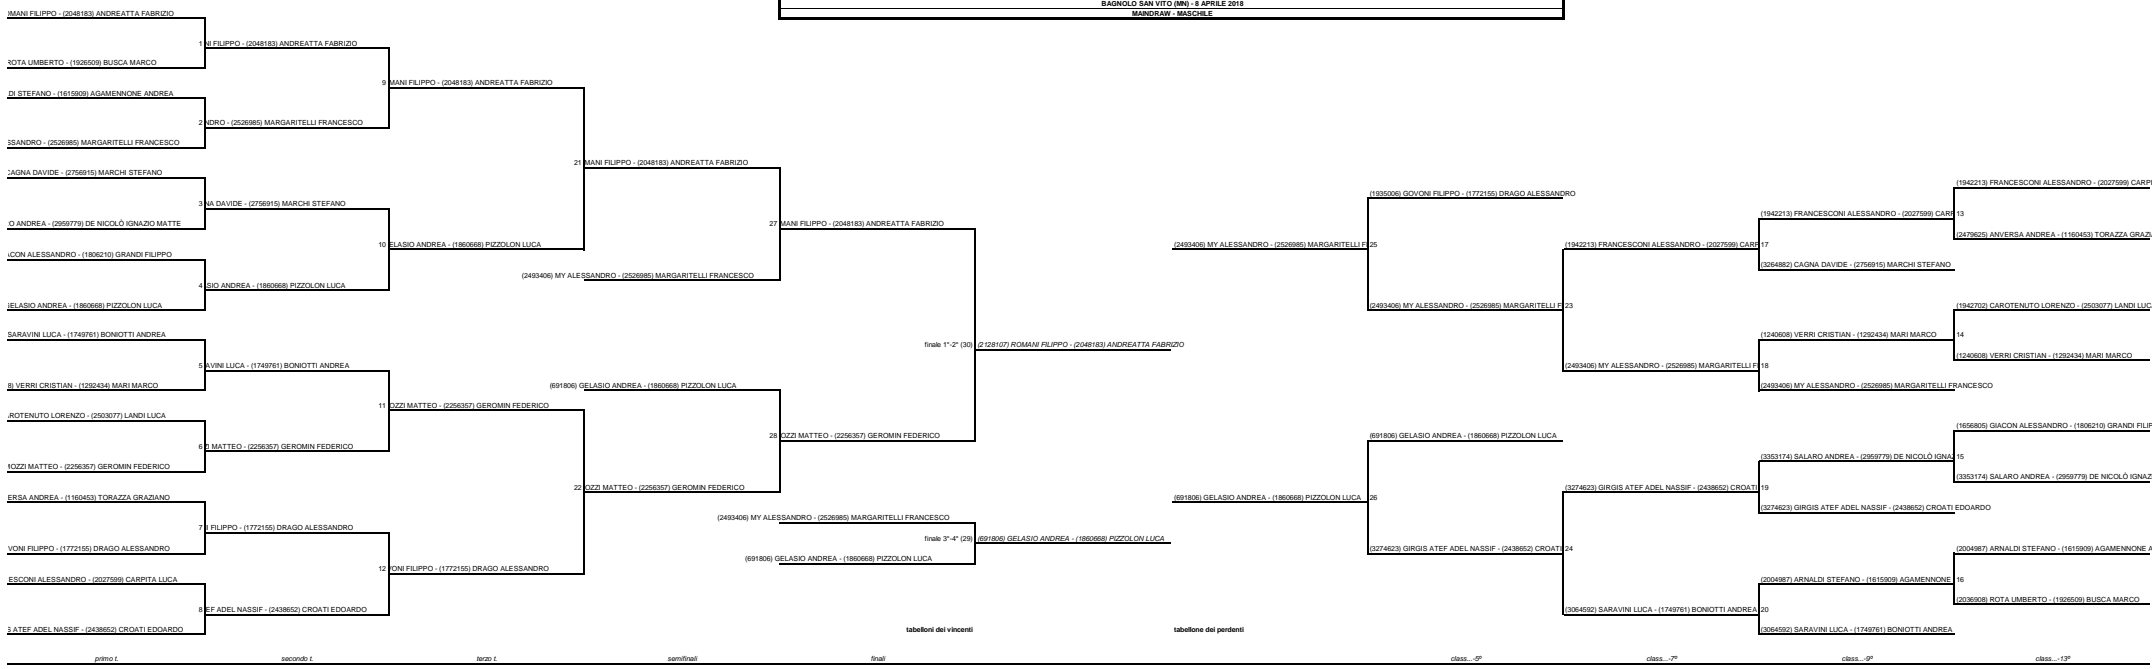 BAGNOLO SAN VITO (MN) - 8 APRILE 2018
MAINDRAW - MASCHILE
OMANI FILIPPO - (2048183) ANDREATTA FABRIZIO
1 NI FILIPPO - (2048183) ANDREATTA FABRIZIO
ROTA UMBERTO - (1926509) BUSCA MARCO
9 MANI FILIPPO - (2048183) ANDREATTA FABRIZIO
DI STEFANO - (1615909) AGAMENNONE ANDREA
2 NDRO - (2526985) MARGARITELLI FRANCESCO
SSANDRO - (2526985) MARGARITELLI FRANCESCO
21 MANI FILIPPO - (2048183) ANDREATTA FABRIZIO
CAGNA DAVIDE - (2756915) MARCHI STEFANO
3 NA DAVIDE - (2756915) MARCHI STEFANO
O ANDREA - (2959779) DE NICOLÒ IGNAZIO MATTE
27 MANI FILIPPO - (2048183) ANDREATTA FABRIZIO
10 ELASIO ANDREA - (1860668) PIZZOLON LUCA
ACON ALESSANDRO - (1806210) GRANDI FILIPPO
(2493406) MY ALESSANDRO - (2526985) MARGARITELLI FRANCESCO
4 SIO ANDREA - (1860668) PIZZOLON LUCA
GELASIO ANDREA - (1860668) PIZZOLON LUCA
SARAVINI LUCA - (1749761) BONIOTTI ANDREA
finale 1°-2° (30) (2128107) ROMANI FILIPPO - (2048183) ANDREATTA FABRIZIO
5 AVINI LUCA - (1749761) BONIOTTI ANDREA
8) VERRI CRISTIAN - (1292434) MARI MARCO
(691806) GELASIO ANDREA - (1860668) PIZZOLON LUCA
11 OZZI MATTEO - (2256357) GEROMIN FEDERICO
ROTENUTO LORENZO - (2503077) LANDI LUCA
28 OZZI MATTEO - (2256357) GEROMIN FEDERICO
6 ZI MATTEO - (2256357) GEROMIN FEDERICO
MOZZI MATTEO - (2256357) GEROMIN FEDERICO
22 OZZI MATTEO - (2256357) GEROMIN FEDERICO
ERSA ANDREA - (1160453) TORAZZA GRAZIANO
(2493406) MY ALESSANDRO - (2526985) MARGARITELLI FRANCESCO
7 I FILIPPO - (1772155) DRAGO ALESSANDRO
finale 3°-4° (29) (691806) GELASIO ANDREA - (1860668) PIZZOLON LUCA
VONI FILIPPO - (1772155) DRAGO ALESSANDRO
(691806) GELASIO ANDREA - (1860668) PIZZOLON LUCA
12 VONI FILIPPO - (1772155) DRAGO ALESSANDRO
ESCONI ALESSANDRO - (2027599) CARPITA LUCA
8 EF ADEL NASSIF - (2438652) CROATI EDOARDO
S ATEF ADEL NASSIF - (2438652) CROATI EDOARDO
(1942213) FRANCESCONI ALESSANDRO - (2027599) CARPI
(1935006) GOVONI FILIPPO - (1772155) DRAGO ALESSANDRO
(1942213) FRANCESCONI ALESSANDRO - (2027599) CARP 13
(2479625) ANVERSA ANDREA - (1160453) TORAZZA GRAZIA
(2493406) MY ALESSANDRO - (2526985) MARGARITELLI F 25
(1942213) FRANCESCONI ALESSANDRO - (2027599) CARP 17
(3264882) CAGNA DAVIDE - (2756915) MARCHI STEFANO
(2493406) MY ALESSANDRO - (2526985) MARGARITELLI F 23
(1942702) CAROTENUTO LORENZO - (2503077) LANDI LUCA
(1240608) VERRI CRISTIAN - (1292434) MARI MARCO 14
(1240608) VERRI CRISTIAN - (1292434) MARI MARCO
(2493406) MY ALESSANDRO - (2526985) MARGARITELLI F 18
(2493406) MY ALESSANDRO - (2526985) MARGARITELLI FRANCESCO
(1656805) GIACON ALESSANDRO - (1806210) GRANDI FILIP
(691806) GELASIO ANDREA - (1860668) PIZZOLON LUCA
(3353174) SALARO ANDREA - (2959779) DE NICOLÒ IGNAZ 15
(3353174) SALARO ANDREA - (2959779) DE NICOLÒ IGNAZ
(3274623) GIRGIS ATEF ADEL NASSIF - (2438652) CROATI 19
(691806) GELASIO ANDREA - (1860668) PIZZOLON LUCA 26
(3274623) GIRGIS ATEF ADEL NASSIF - (2438652) CROATI EDOARDO
(3274623) GIRGIS ATEF ADEL NASSIF - (2438652) CROATI 24
(2004987) ARNALDI STEFANO - (1615909) AGAMENNONE A
(2004987) ARNALDI STEFANO - (1615909) AGAMENNONE 16
(2036908) ROTA UMBERTO - (1926509) BUSCA MARCO
(3064592) SARAVINI LUCA - (1749761) BONIOTTI ANDREA 20
(3064592) SARAVINI LUCA - (1749761) BONIOTTI ANDREA
tabelloni dei vincenti tabellone dei perdenti
primo t. secondo t. terzo t. semifinali finali class...-5° class...-7° class...-9° class...-13°